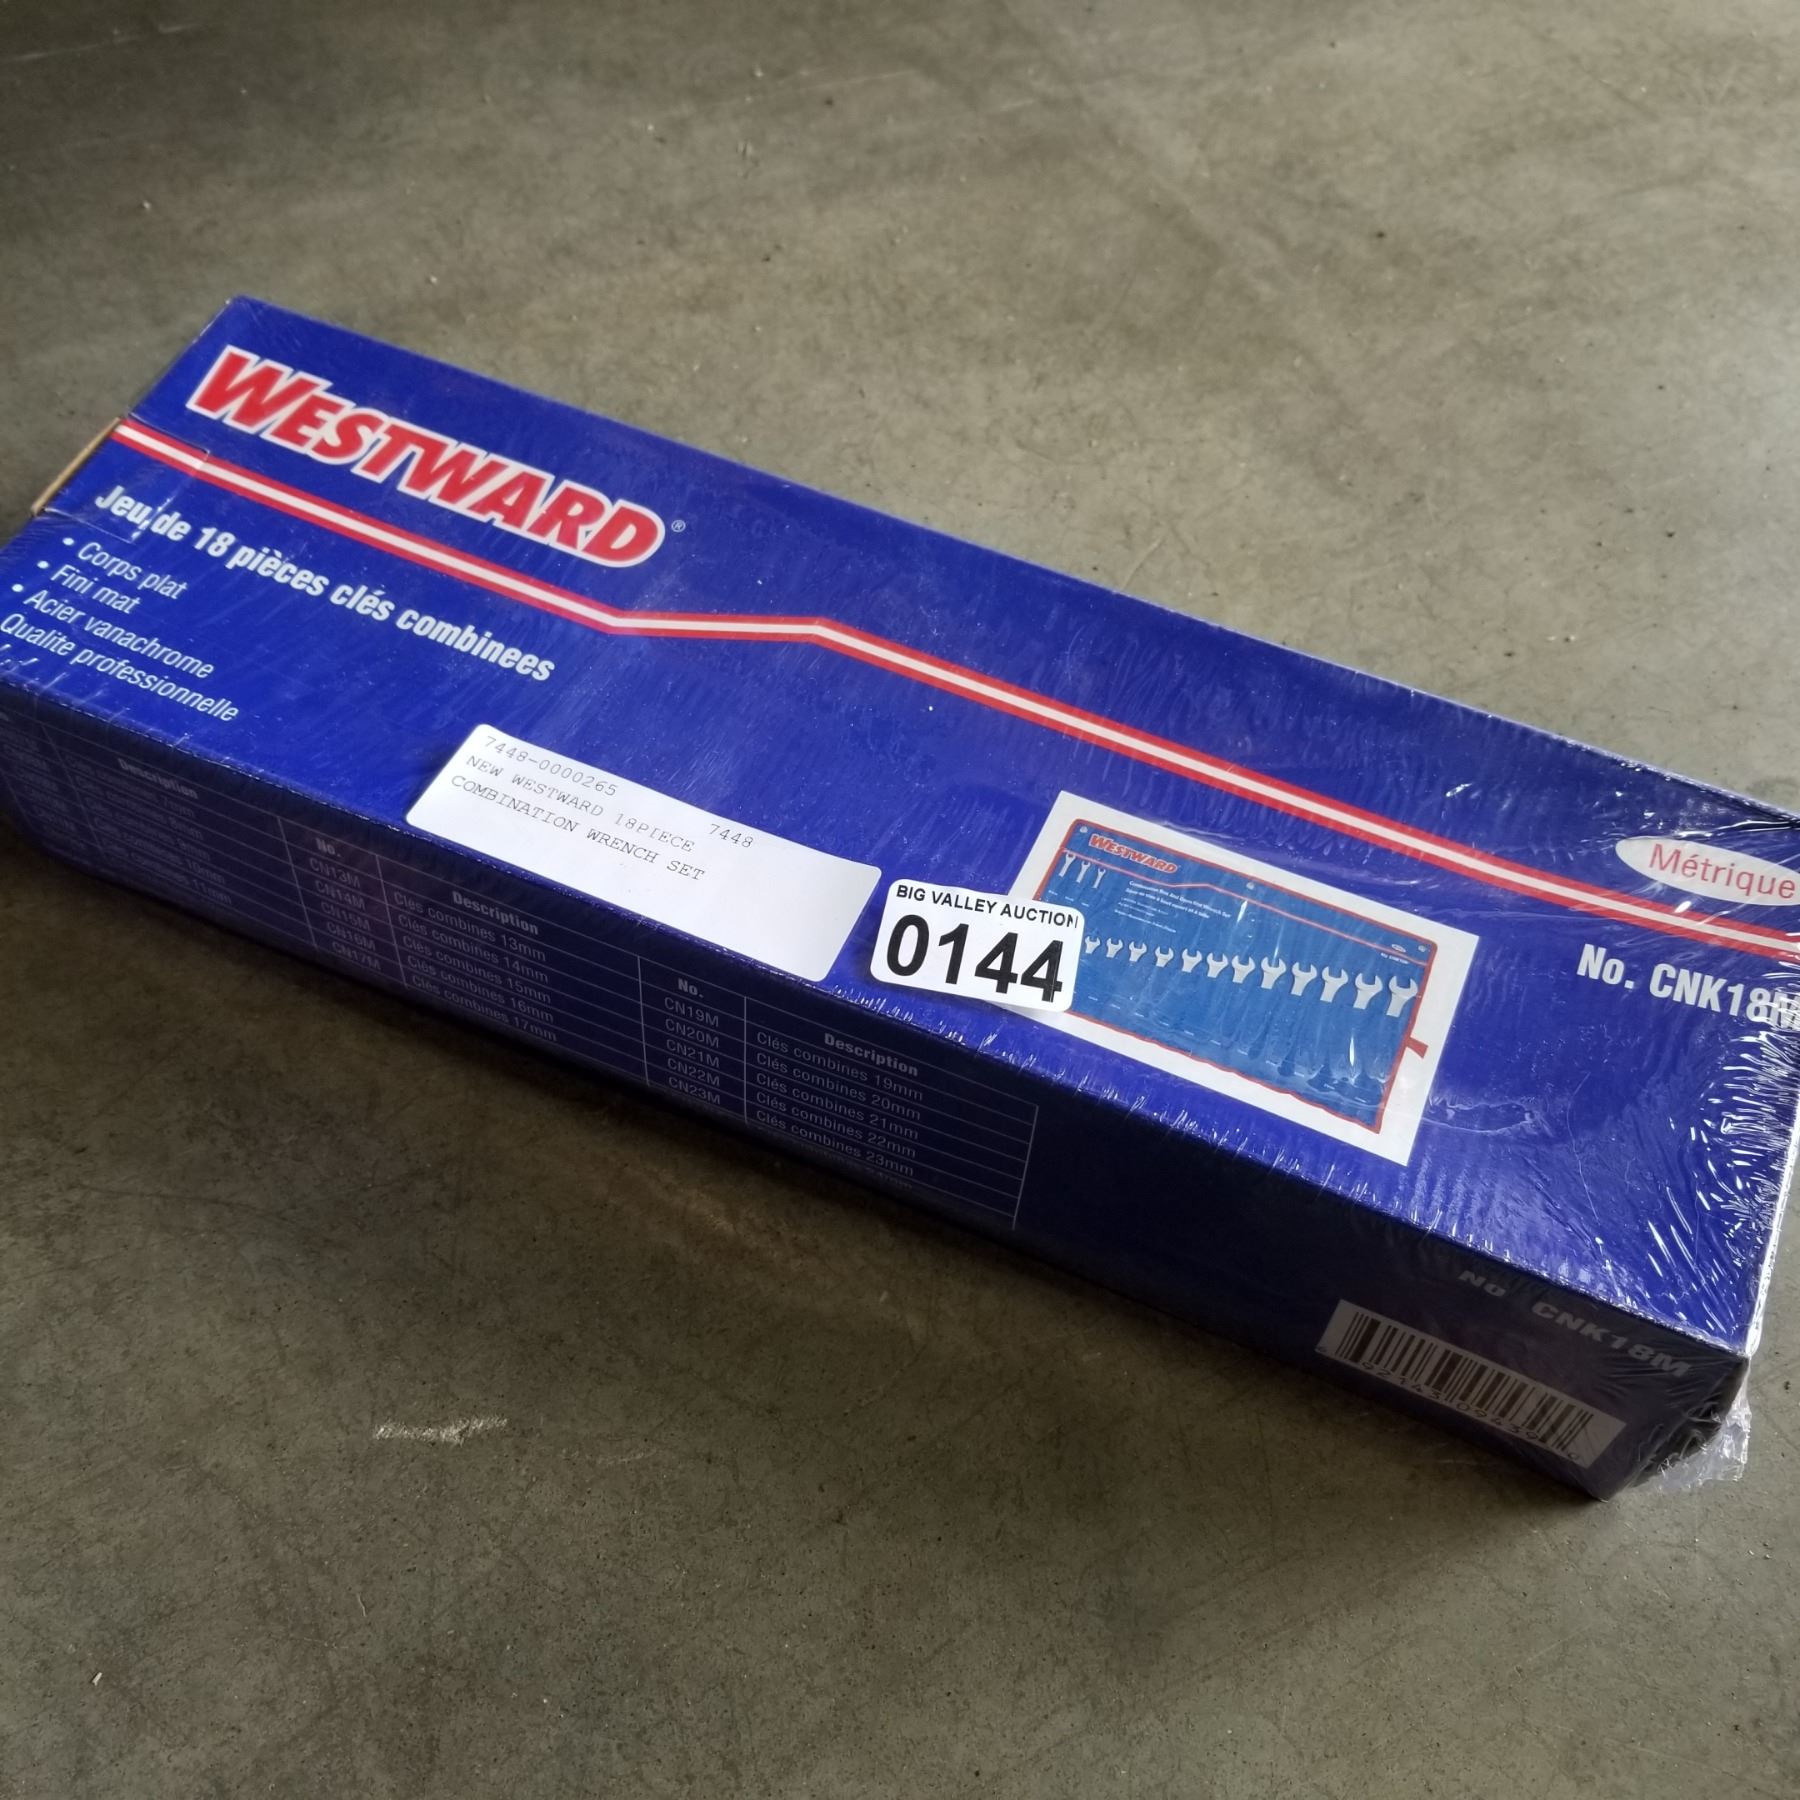 WESTWARD®
Jeu de 18 pièces clés combinees
• Corps plat
• Fini mat
• Acier vanachrome
Qualite professionnelle
7448-0000265 7448
NEW WESTWARD 18PIECE
COMBINATION WRENCH SET
BIG VALLEY AUCTION
0144
WESTWARD
Métrique
No. CNK18M
Description
11mm
No. Description
CN13M Clés combines 13mm
CN14M Clés combines 14mm
CN15M Clés combines 15mm
CN16M Clés combines 16mm
CN17M Clés combines 17mm
No. Description
CN19M Clés combines 19mm
CN20M Clés combines 20mm
CN21M Clés combines 21mm
CN22M Clés combines 22mm
CN23M Clés combines 23mm
No CNK18M